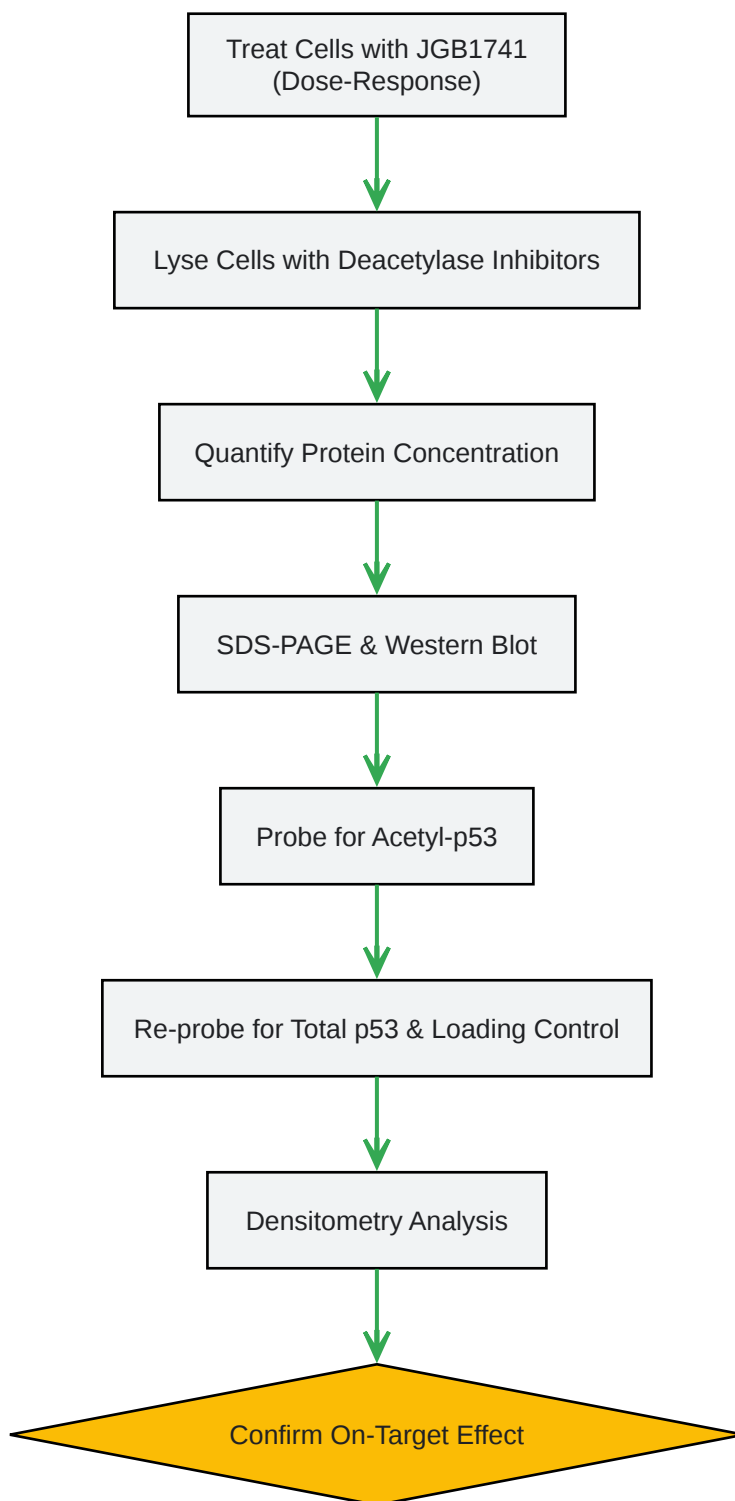 Treat Cells with JGB1741
(Dose-Response)
Lyse Cells with Deacetylase Inhibitors
Quantify Protein Concentration
SDS-PAGE & Western Blot
Probe for Acetyl-p53
Re-probe for Total p53 & Loading Control
Densitometry Analysis
Confirm On-Target Effect